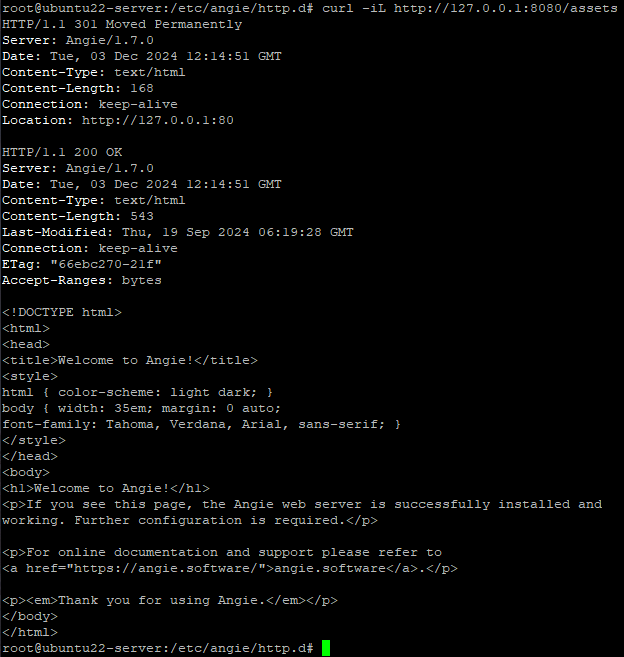 root@ubuntu22-server:/etc/angie/http.d# curl -iL http://127.0.0.1:8080/assets
HTTP/1.1 301 Moved Permanently
Server: Angie/1.7.0
Date: Tue, 03 Dec 2024 12:14:51 GMT
Content-Type: text/html
Content-Length: 168
Connection: keep-alive
Location: http://127.0.0.1:80

HTTP/1.1 200 OK
Server: Angie/1.7.0
Date: Tue, 03 Dec 2024 12:14:51 GMT
Content-Type: text/html
Content-Length: 543
Last-Modified: Thu, 19 Sep 2024 06:19:28 GMT
Connection: keep-alive
ETag: "66ebc270-21f"
Accept-Ranges: bytes

<!DOCTYPE html>
<html>
<head>
<title>Welcome to Angie!</title>
<style>
html { color-scheme: light dark; }
body { width: 35em; margin: 0 auto;
font-family: Tahoma, Verdana, Arial, sans-serif; }
</style>
</head>
<body>
<h1>Welcome to Angie!</h1>
<p>If you see this page, the Angie web server is successfully installed and
working. Further configuration is required.</p>

<p>For online documentation and support please refer to
<a href="https://angie.software/">angie.software</a>.</p>

<p><em>Thank you for using Angie.</em></p>
</body>
</html>
root@ubuntu22-server:/etc/angie/http.d#